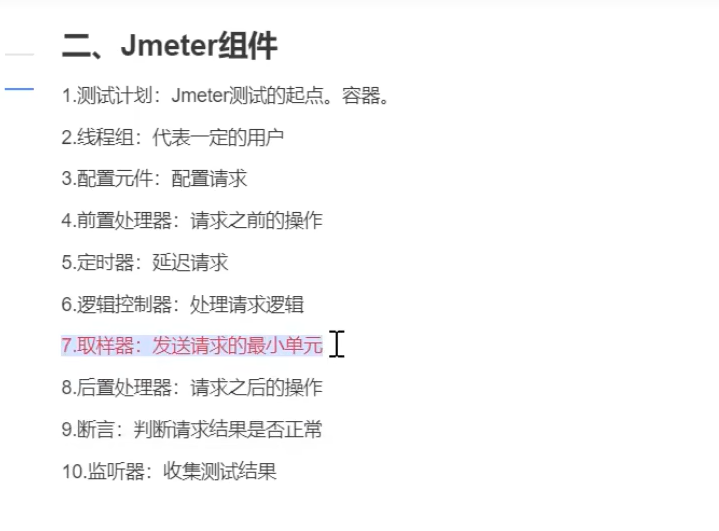 二、Jmeter组件
1.测试计划：Jmeter测试的起点。容器。
2.线程组：代表一定的用户
3.配置元件：配置请求
4.前置处理器：请求之前的操作
5.定时器：延迟请求
6.逻辑控制器：处理请求逻辑
7.取样器：发送请求的最小单元
8.后置处理器：请求之后的操作
9.断言：判断请求结果是否正常
10.监听器：收集测试结果